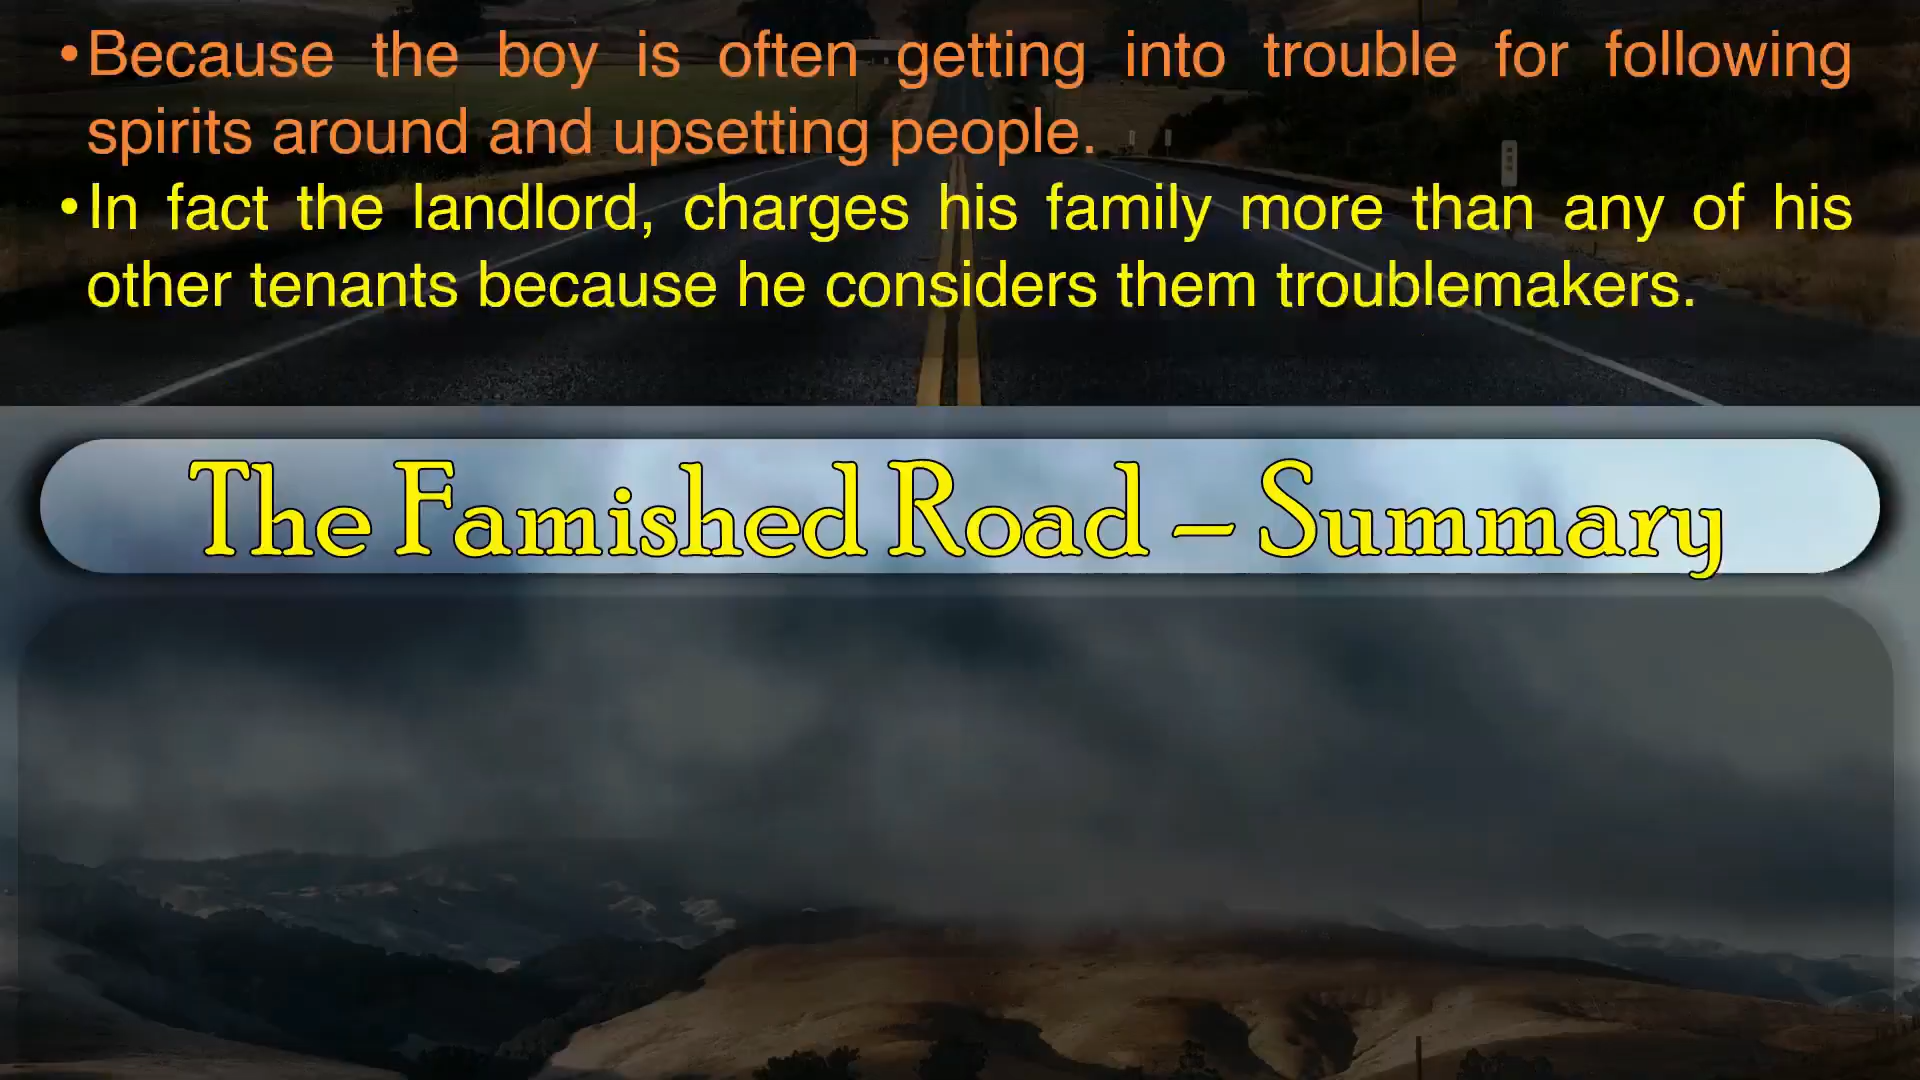 •Because the boy is often getting into trouble for following
spirits around and upsetting people.
•In fact the landlord, charges his family more than any of his
other tenants because he considers them troublemakers.
The Famished Road – Summary